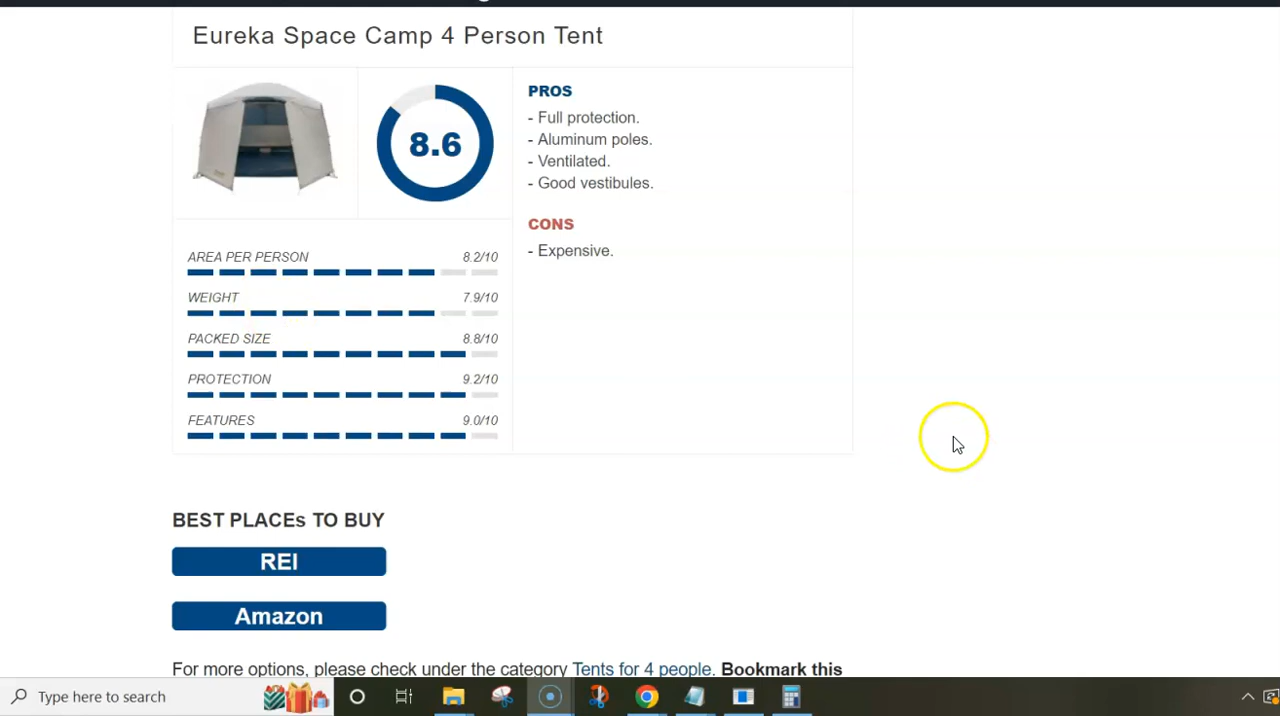 Eureka Space Camp 4 Person Tent
8.6
PROS
- Full protection.
- Aluminum poles.
- Ventilated.
- Good vestibules.
CONS
- Expensive.
AREA PER PERSON 8.2/10
WEIGHT 7.9/10
PACKED SIZE 8.8/10
PROTECTION 9.2/10
FEATURES 9.0/10
BEST PLACEs TO BUY
REI
Amazon
For more options, please check under the category Tents for 4 people. Bookmark this
Type here to search